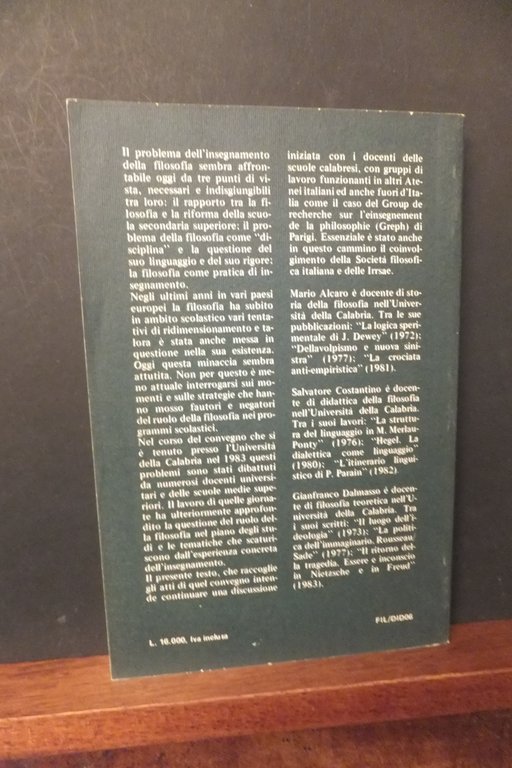 Il problema dell'insegnamento
della filosofia sembra affron-
tabile oggi da tre punti di vi-
sta, necessari e indisgiungibili
tra loro: il rapporto tra la fi-
losofia e la riforma della scuo-
la secondaria superiore; il pro-
blema della filosofia come "di-
sciplina" e la questione del
suo linguaggio e del suo rigore;
la filosofia come pratica di in-
segnamento.
Negli ultimi anni in vari paesi
europei la filosofia ha subito
in ambito scolastico vari tenta-
tivi di ridimensionamento e ta-
lora è stata anche messa in
questione nella sua esistenza.
Oggi questa minaccia sembra
attutita. Non per questo è me-
no attuale interrogarsi sui mo-
menti e sulle strategie che han-
no mosso fautori e negatori
del ruolo della filosofia nei pro-
grammi scolastici.
Nel corso del convegno che si
è tenuto presso l'Università
della Calabria nel 1983 questi
problemi sono stati dibattuti
da numerosi docenti universi-
tari e delle scuole medie supe-
riori. Il lavoro di quelle giorna-
te ha ulteriormente approfon-
dito la questione del ruolo del-
la filosofia nel piano degli stu-
di e le tematiche che scaturi-
scono dall'esperienza concreta
dell'insegnamento.
Il presente testo, che raccoglie
gli atti di quel convegno inten-
de continuare una discussione
iniziata con i docenti delle
scuole calabresi, con gruppi di
lavoro funzionanti in altri Ate-
nei italiani ed anche fuori d'Ita-
lia come il caso del Group de
recherche sur l'einsegnement
de la philosophie (Greph) di
Parigi. Essenziale è stato anche
in questo cammino il coinvol-
gimento della Società filosofi-
ca italiana e delle Irrsae.
Mario Alcaro è docente di sto-
ria della filosofia nell'Univer-
sità della Calabria. Tra le sue
pubblicazioni: "La logica speri-
mentale di J. Dewey" (1972);
"Dellavolpismo e nuova sini-
stra" (1977); "La crociata
anti-empiristica" (1981).
Salvatore Costantino è docen-
te di didattica della filosofia
nell'Università della Calabria.
Tra i suoi lavori: "La struttu-
ra del linguaggio in M. Merlau-
Ponty" (1976); "Hegel. La
dialettica come linguaggio"
(1980); "L'itinerario lingui-
stico di P. Parain" (1982).
Gianfranco Dalmasso è docen-
te di filosofia teoretica nell'U-
niversità della Calabria. Tra
i suoi scritti: "Il luogo dell'i-
deologia" (1973); "La politi-
ca dell'immaginario. Rousseau
Sade" (1977); "Il ritorno del-
la tragedia. Essere e inconscio
in Nietzsche e in Freud"
(1983).
L. 16.000, iva inclusa
FIL/DID06